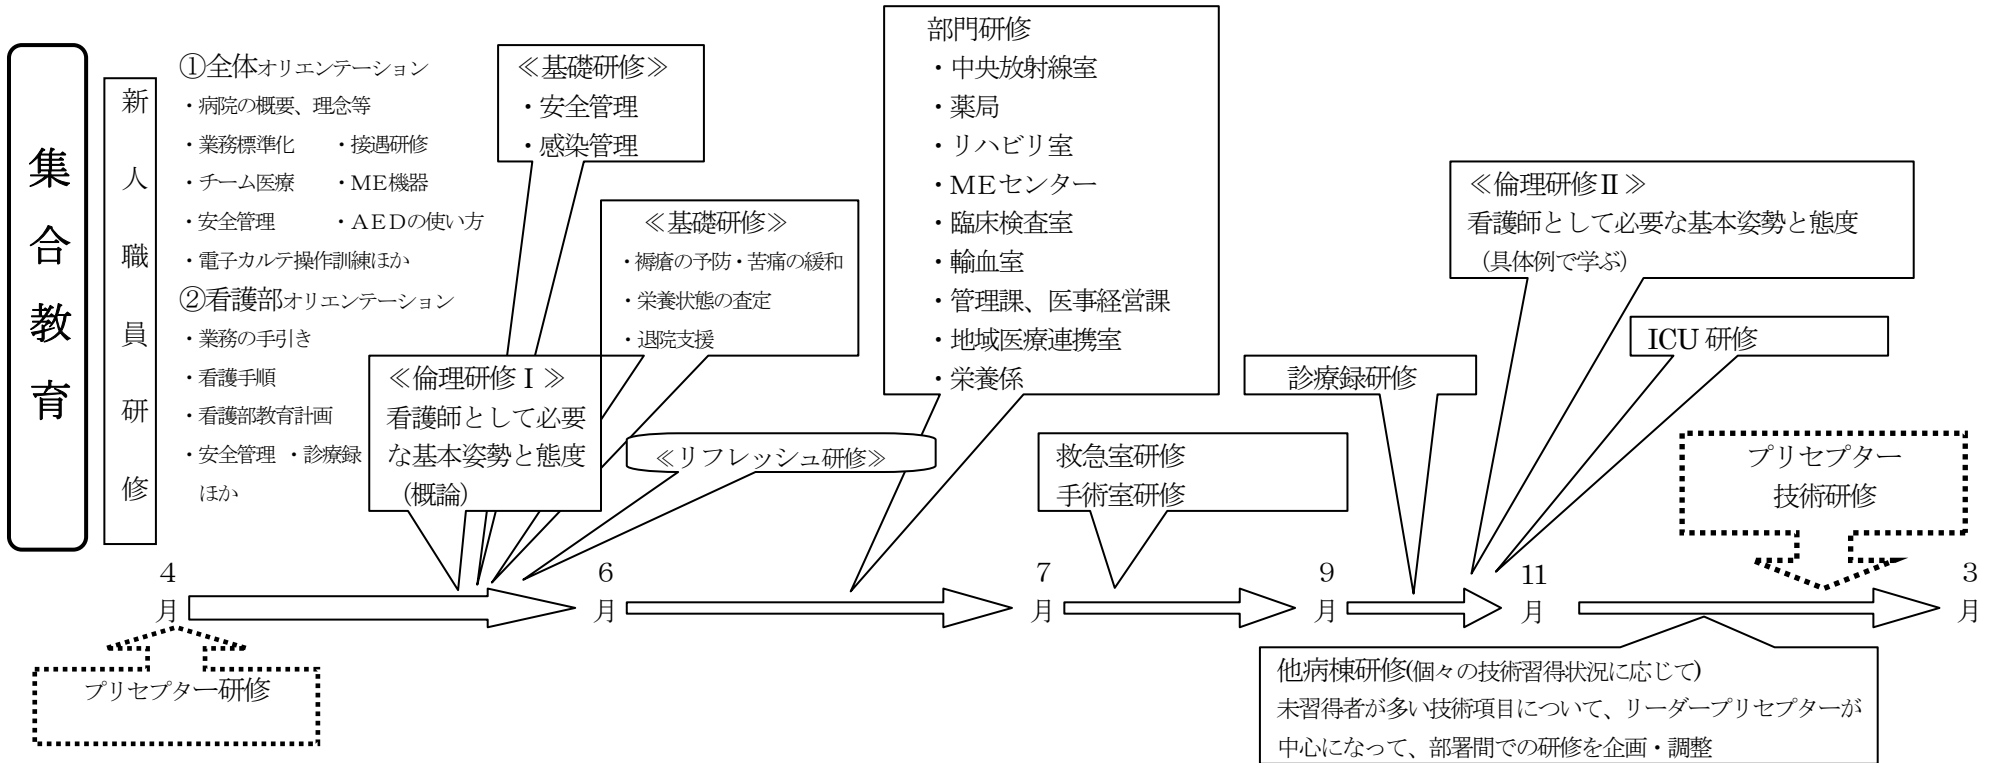 集合教育
新人職員研修
①全体オリエンテーション
・病院の概要、理念等
・業務標準化 ・接遇研修
・チーム医療 ・ME機器
・安全管理 ・AEDの使い方
・電子カルテ操作訓練ほか
②看護部オリエンテーション
・業務の手引き
・看護手順
・看護部教育計画
・安全管理 ・診療録
ほか
≪基礎研修≫
・安全管理
・感染管理
≪基礎研修≫
・褥瘡の予防・苦痛の緩和
・栄養状態の査定
・退院支援
≪倫理研修Ⅰ≫
看護師として必要
な基本姿勢と態度
（概論）
≪リフレッシュ研修≫
部門研修
・中央放射線室
・薬局
・リハビリ室
・MEセンター
・臨床検査室
・輸血室
・管理課、医事経営課
・地域医療連携室
・栄養係
救急室研修
手術室研修
診療録研修
≪倫理研修Ⅱ≫
看護師として必要な基本姿勢と態度
（具体例で学ぶ）
ICU 研修
プリセプター
技術研修
4月
6月
7月
9月
11月
3月
プリセプター研修
他病棟研修(個々の技術習得状況に応じて)
未習得者が多い技術項目について、リーダープリセプターが
中心になって、部署間での研修を企画・調整